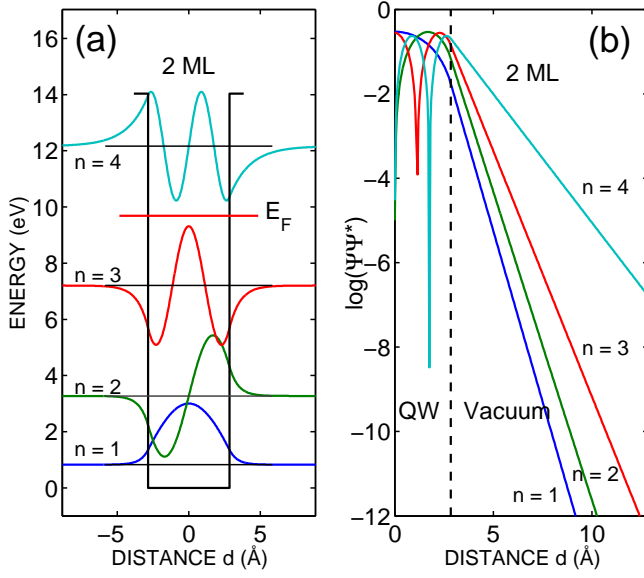 (a)
2 ML
16
14
12
10
8
6
4
2
0
ENERGY (eV)
n = 4
E_F
n = 3
n = 2
n = 1
−5
0
5
DISTANCE d (Å)
(b)
2 ML
0
−2
−4
−6
−8
−10
−12
log(ΨΨ*)
n = 4
n = 3
QW
Vacuum
n = 2
n = 1
0
5
10
DISTANCE d (Å)